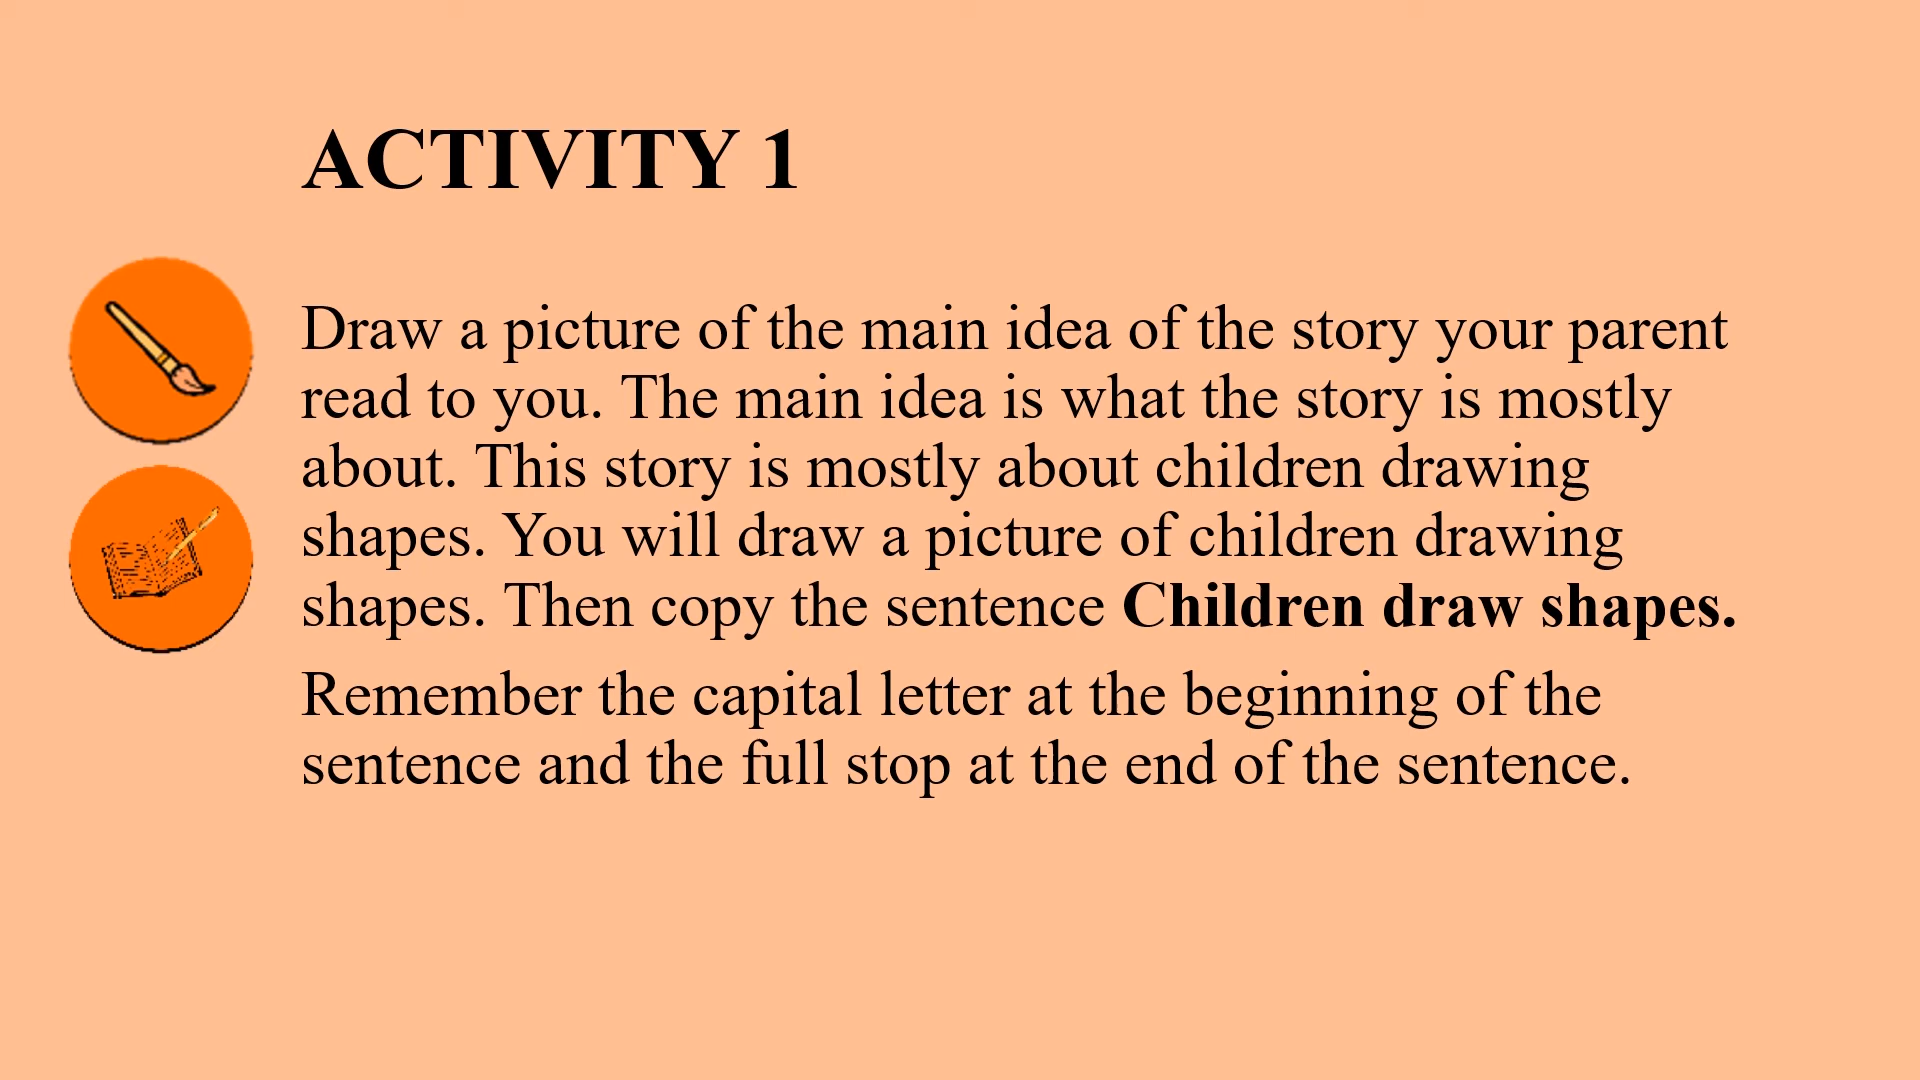 ACTIVITY 1
Draw a picture of the main idea of the story your parent
read to you. The main idea is what the story is mostly
about. This story is mostly about children drawing
shapes. You will draw a picture of children drawing
shapes. Then copy the sentence Children draw shapes.
Remember the capital letter at the beginning of the
sentence and the full stop at the end of the sentence.